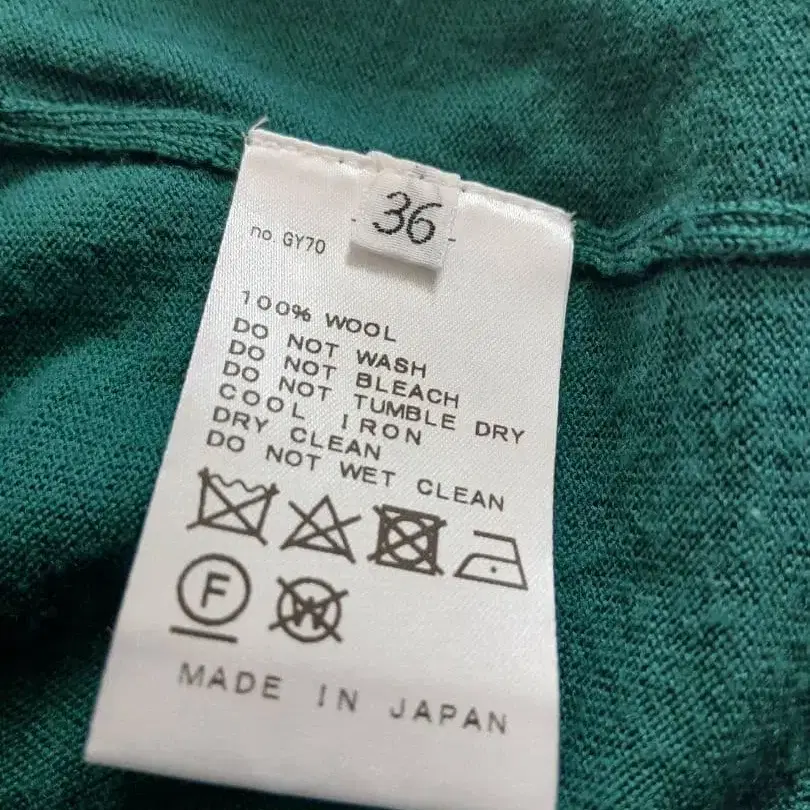 36
no. GY70
100% WOOL
DO NOT WASH
DO NOT BLEACH
DO NOT TUMBLE DRY
COOL IRON
DRY CLEAN
DO NOT WET CLEAN
F W
MADE IN JAPAN